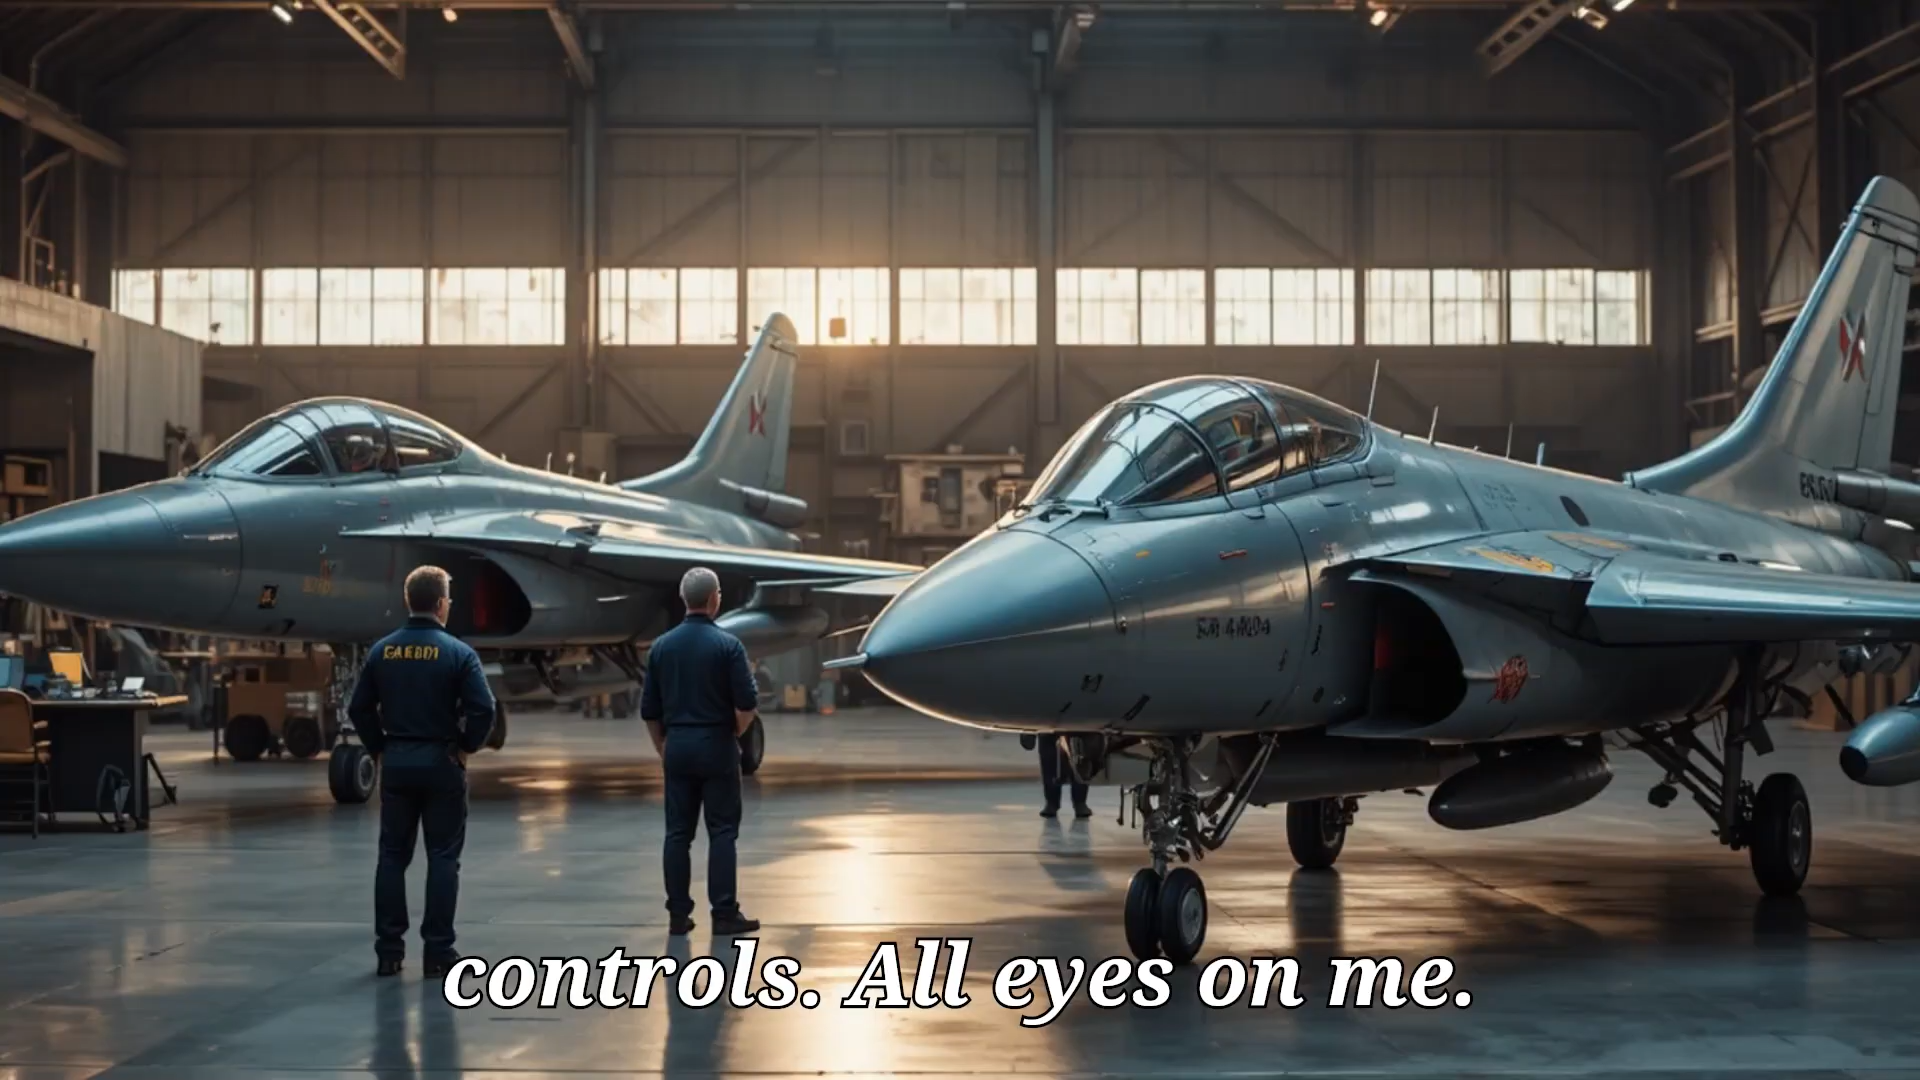 controls. All eyes on me.